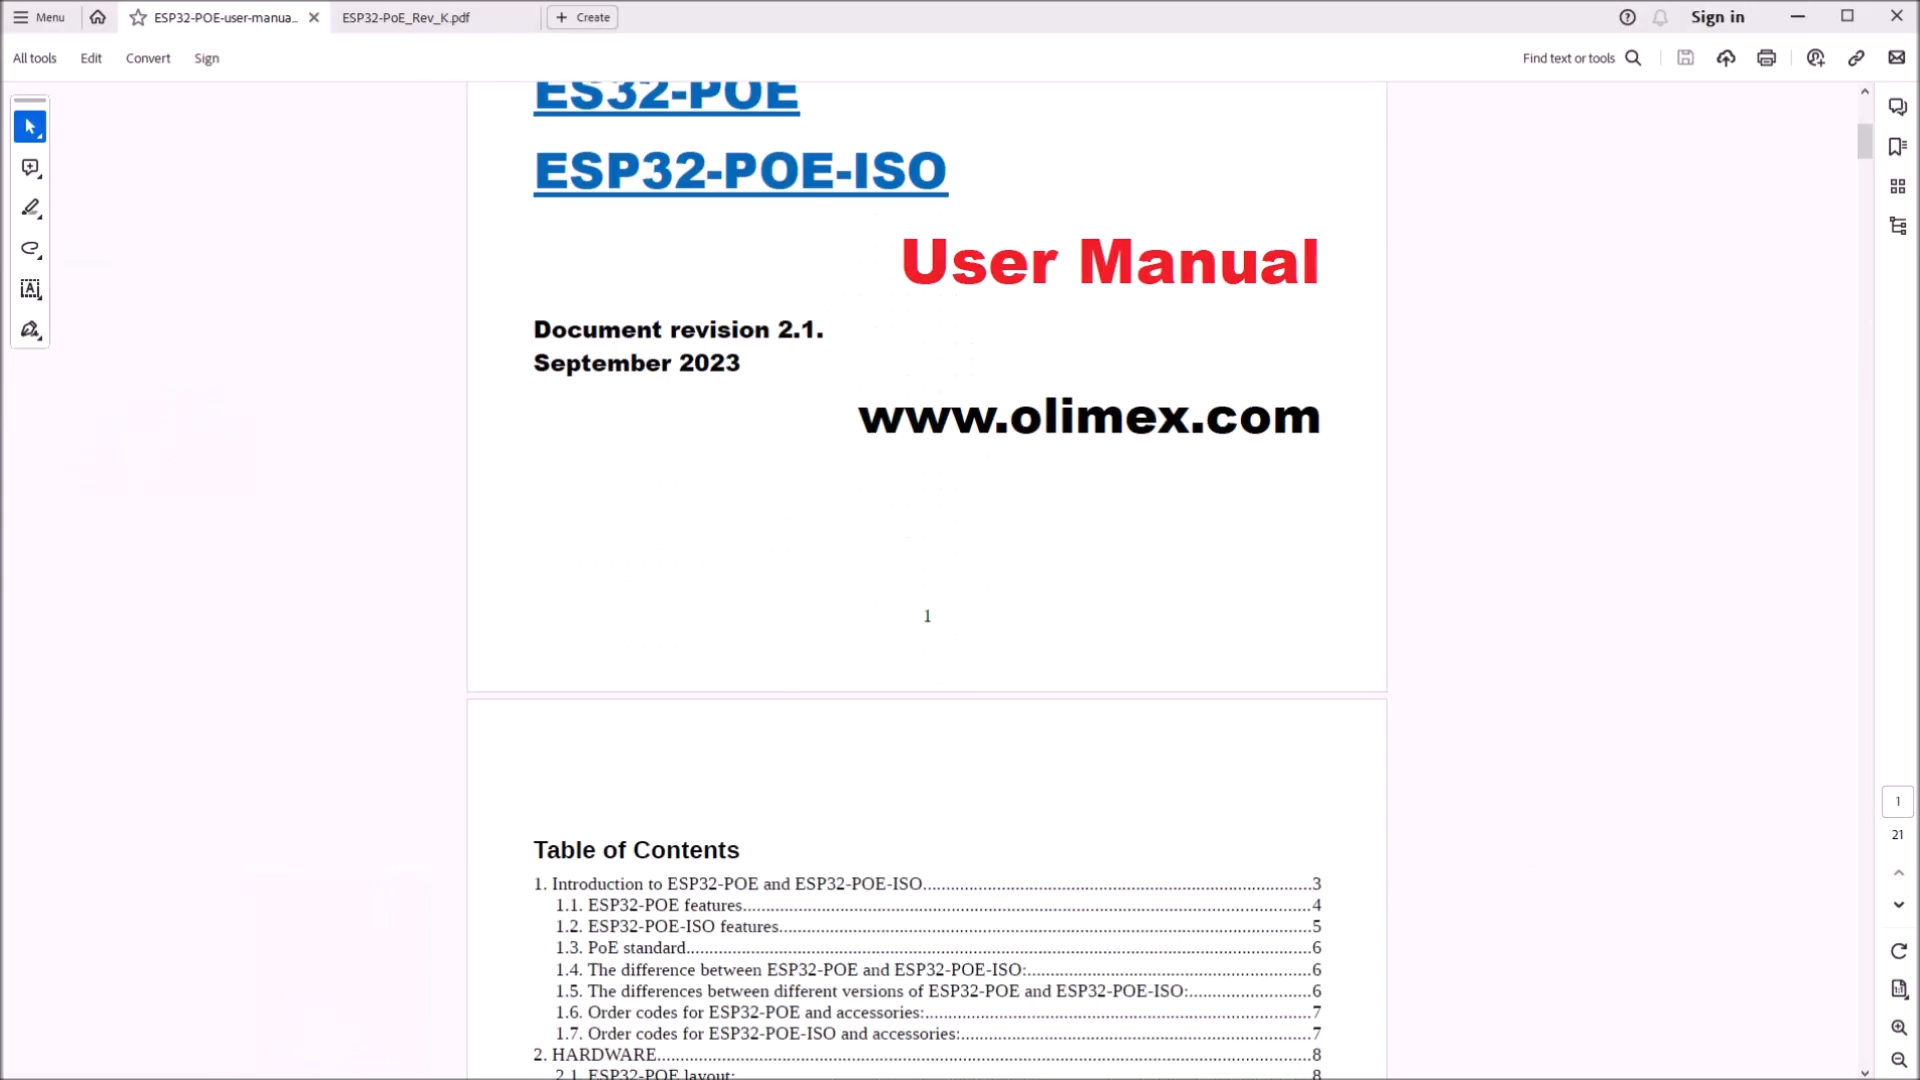 Menu
ESP32-POE-user-manua...
ESP32-PoE_Rev_K.pdf
Create
Sign in
All tools
Edit
Convert
Sign
Find text or tools
ES32-POE
ESP32-POE-ISO
User Manual
Document revision 2.1.
September 2023
www.olimex.com
1
Table of Contents
1. Introduction to ESP32-POE and ESP32-POE-ISO....3
1.1. ESP32-POE features....4
1.2. ESP32-POE-ISO features....5
1.3. PoE standard....6
1.4. The difference between ESP32-POE and ESP32-POE-ISO:....6
1.5. The differences between different versions of ESP32-POE and ESP32-POE-ISO:....6
1.6. Order codes for ESP32-POE and accessories:....7
1.7. Order codes for ESP32-POE-ISO and accessories:....7
2. HARDWARE....8
2.1. ESP32-POE layout:....8
1
21